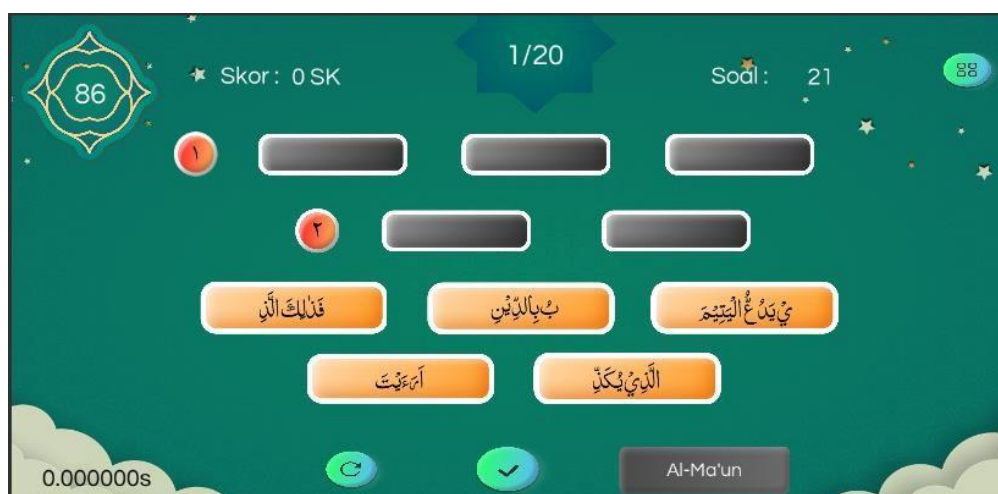 1/20
86
Skor : 0 SK
Soal : 21
١
٢
فَذٰلِكَ الَّذِ
بُ بِالدِّيْنِ
يْ يَدُعُّ الْيَتِيْمَ
اَرَءَيْتَ
الَّذِيْ يُكَذِّ
0.000000s
Al-Ma'un